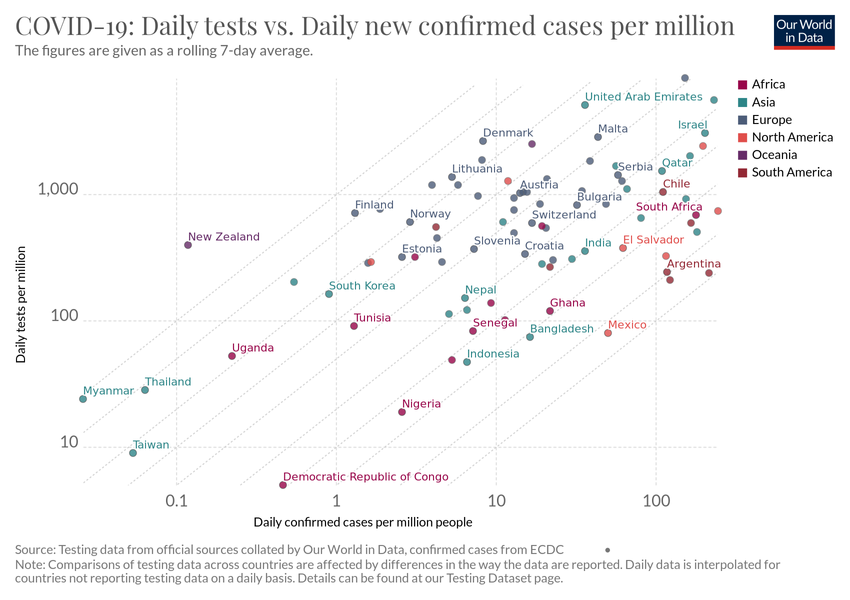 COVID-19: Daily tests vs. Daily new confirmed cases per million
The figures are given as a rolling 7-day average.
Our World
in Data
Africa
Asia
Europe
North America
Oceania
South America
United Arab Emirates
Denmark
Malta
Israel
Lithuania
Serbia
Qatar
Austria
Chile
1,000
Bulgaria
Finland
Norway
Switzerland
South Africa
New Zealand
Estonia
Slovenia
Croatia
India
El Salvador
Argentina
South Korea
Nepal
Ghana
100
Tunisia
Senegal
Bangladesh
Mexico
Uganda
Indonesia
Thailand
Myanmar
Nigeria
10
Taiwan
Democratic Republic of Congo
Daily tests per million
0.1
1
10
100
Daily confirmed cases per million people
Source: Testing data from official sources collated by Our World in Data, confirmed cases from ECDC
Note: Comparisons of testing data across countries are affected by differences in the way the data are reported. Daily data is interpolated for
countries not reporting testing data on a daily basis. Details can be found at our Testing Dataset page.